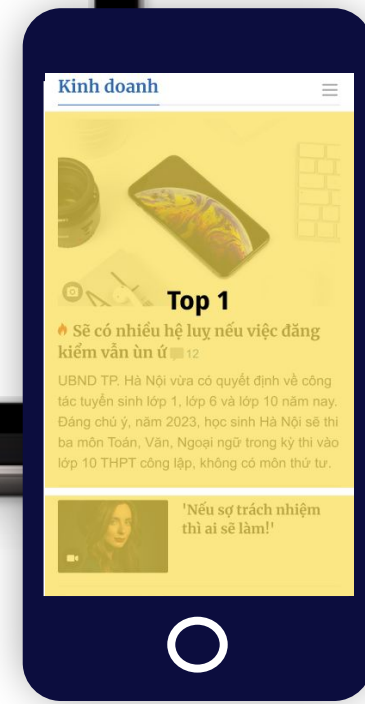 Kinh doanh
Top 1
Sẽ có nhiều hệ luỵ nếu việc đăng
kiểm vẫn ùn ứ 12
UBND TP. Hà Nội vừa có quyết định về công
tác tuyển sinh lớp 1, lớp 6 và lớp 10 năm nay.
Đáng chú ý, năm 2023, học sinh Hà Nội sẽ thi
ba môn Toán, Văn, Ngoại ngữ trong kỳ thi vào
lớp 10 THPT công lập, không có môn thứ tư.
'Nếu sợ trách nhiệm
thì ai sẽ làm!'